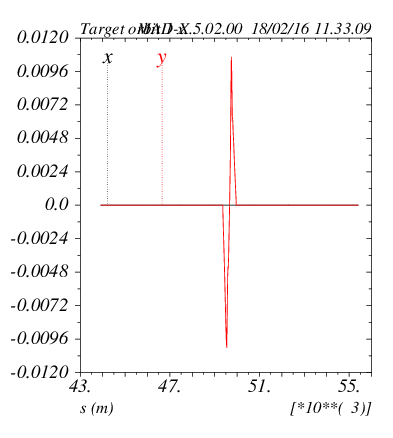 Target orbit MAD-X 5.02.00 18/02/16 11.33.09
0.0120
x y
0.0096
0.0072
0.0048
0.0024
0.0
-0.0024
-0.0048
-0.0072
-0.0096
-0.0120
43. 47. 51. 55.
s (m) [*10**( 3)]